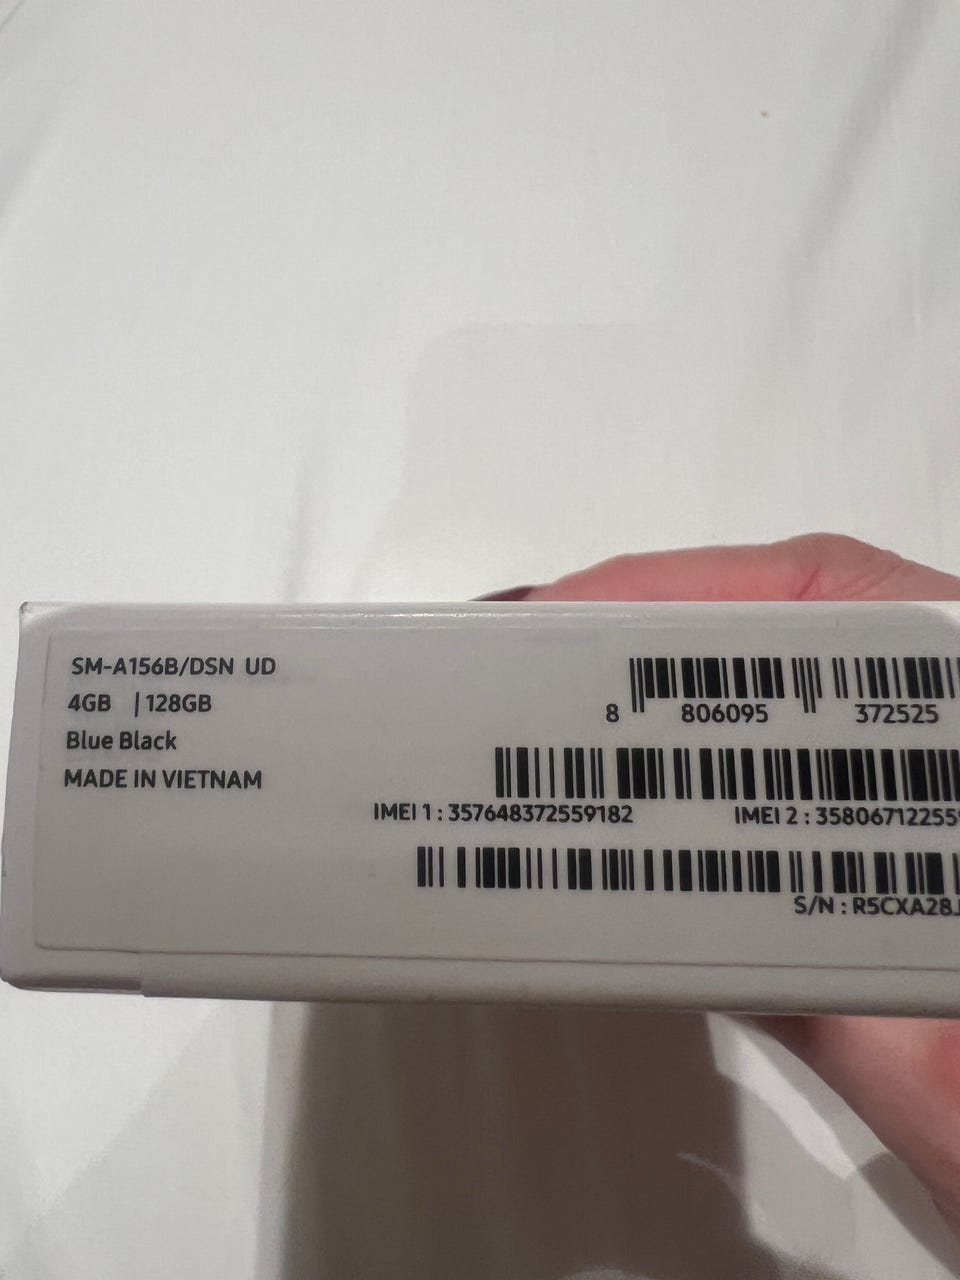 SM-A156B/DSN UD
4GB | 128GB
Blue Black
MADE IN VIETNAM
8 806095 372525
IMEI 1 : 357648372559182 IMEI 2 : 35806712255
S/N : R5CXA28